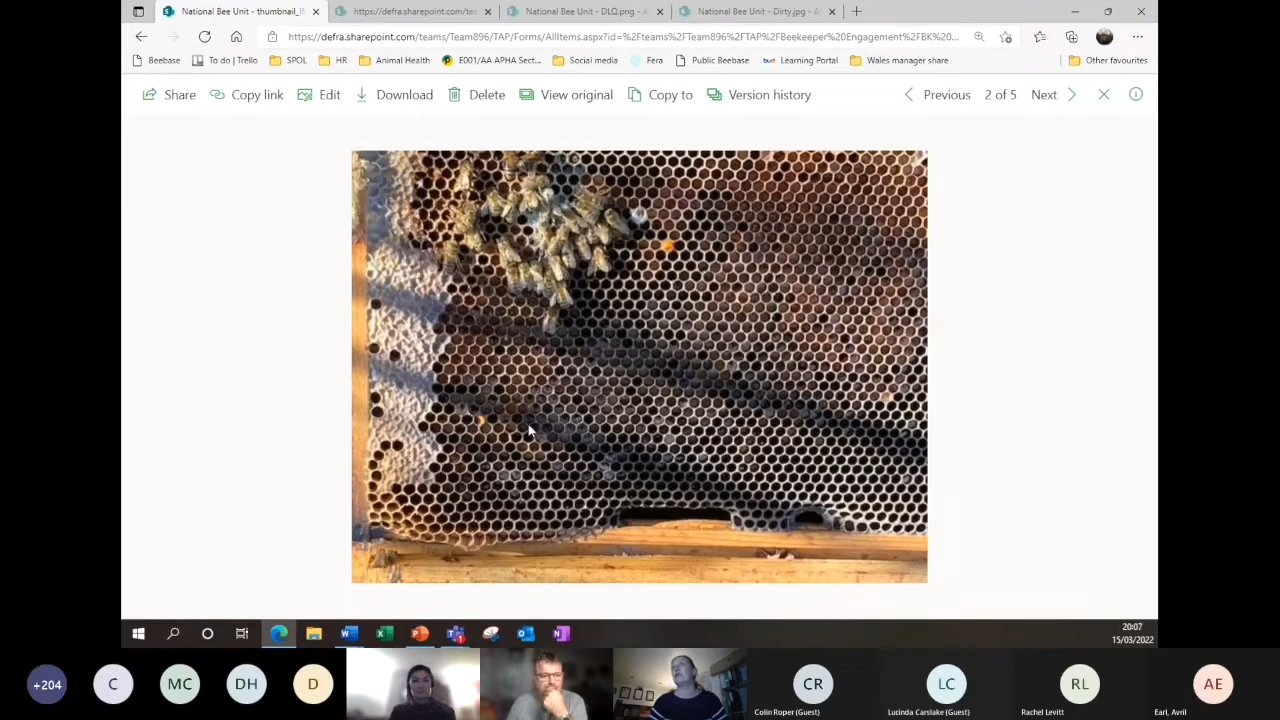 National Bee Unit - thumbnail_I
https://defra.sharepoint.com/te
National Bee Unit - DLQ.png - A
National Bee Unit - Dirty.jpg - A
https://defra.sharepoint.com/teams/Team896/TAP/Forms/AllItems.aspx?id=%2Fteams%2FTeam896%2FTAP%2FBeekeeper%20Engagement%2FBK%20...
Beebase
To do | Trello
SPOL
HR
Animal Health
E001/AA APHA Sect...
Social media
Fera
Public Beebase
Learning Portal
Wales manager share
Other favourites
Share
Copy link
Edit
Download
Delete
View original
Copy to
Version history
Previous
2 of 5
Next
20:07
15/03/2022
+204
C
MC
DH
D
CR
LC
RL
AE
Colin Roper (Guest)
Lucinda Carslake (Guest)
Rachel Levitt
Earl, Avril